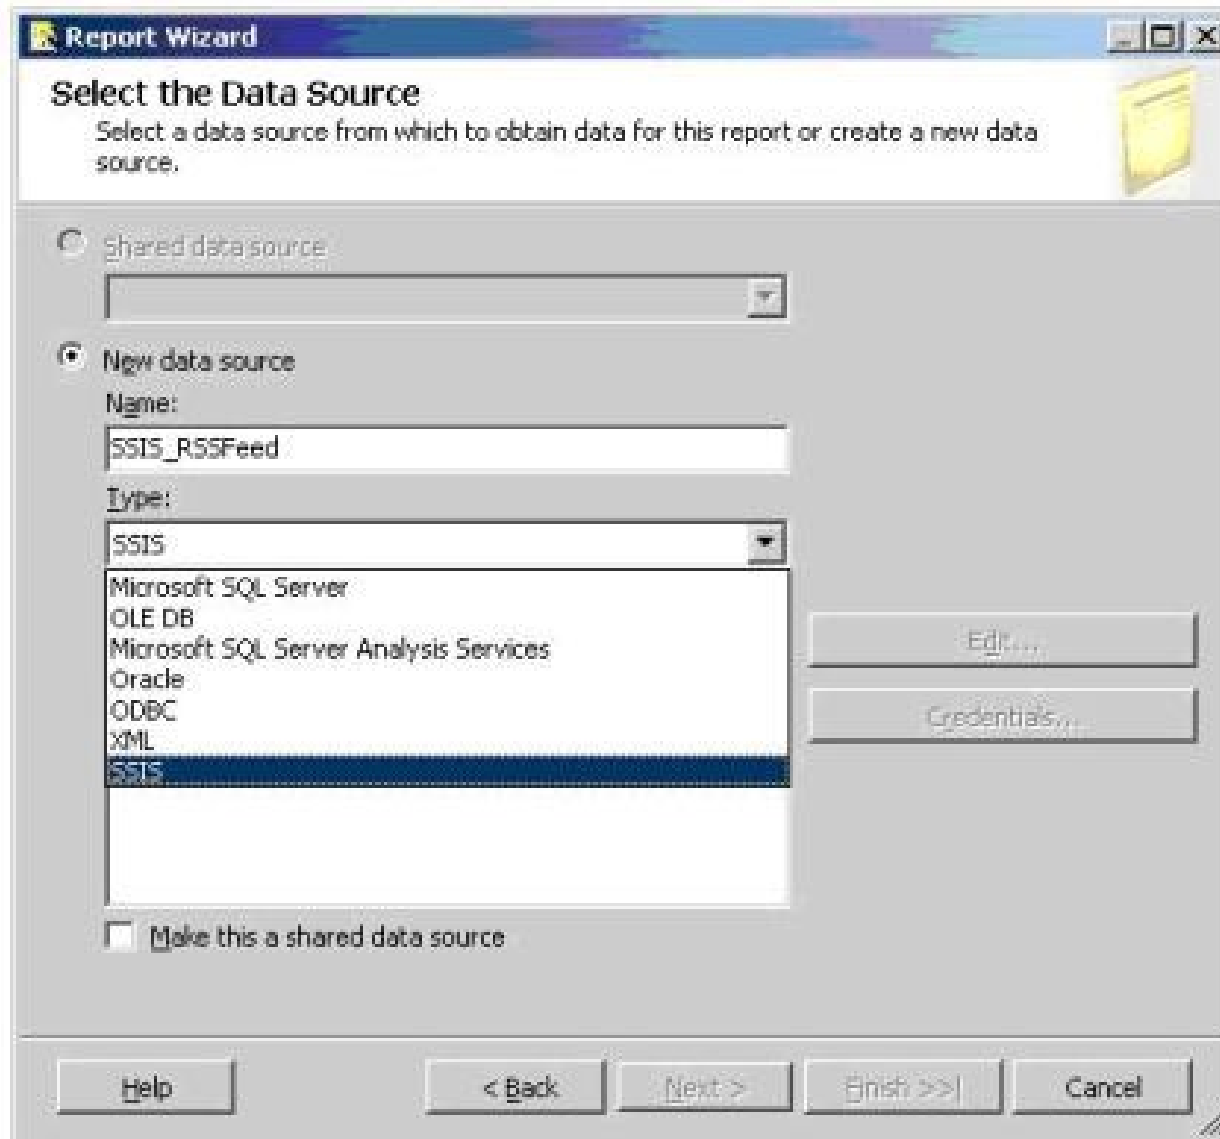 Report Wizard
Select the Data Source
Select a data source from which to obtain data for this report or create a new data
source.
Shared data source
New data source
Name:
SSIS_RSSFeed
Type:
SSIS
Microsoft SQL Server
OLE DB
Microsoft SQL Server Analysis Services
Oracle
ODBC
XML
SSIS
Edit...
Credentials...
Make this a shared data source
Help
< Back
Next >
Finish >>|
Cancel